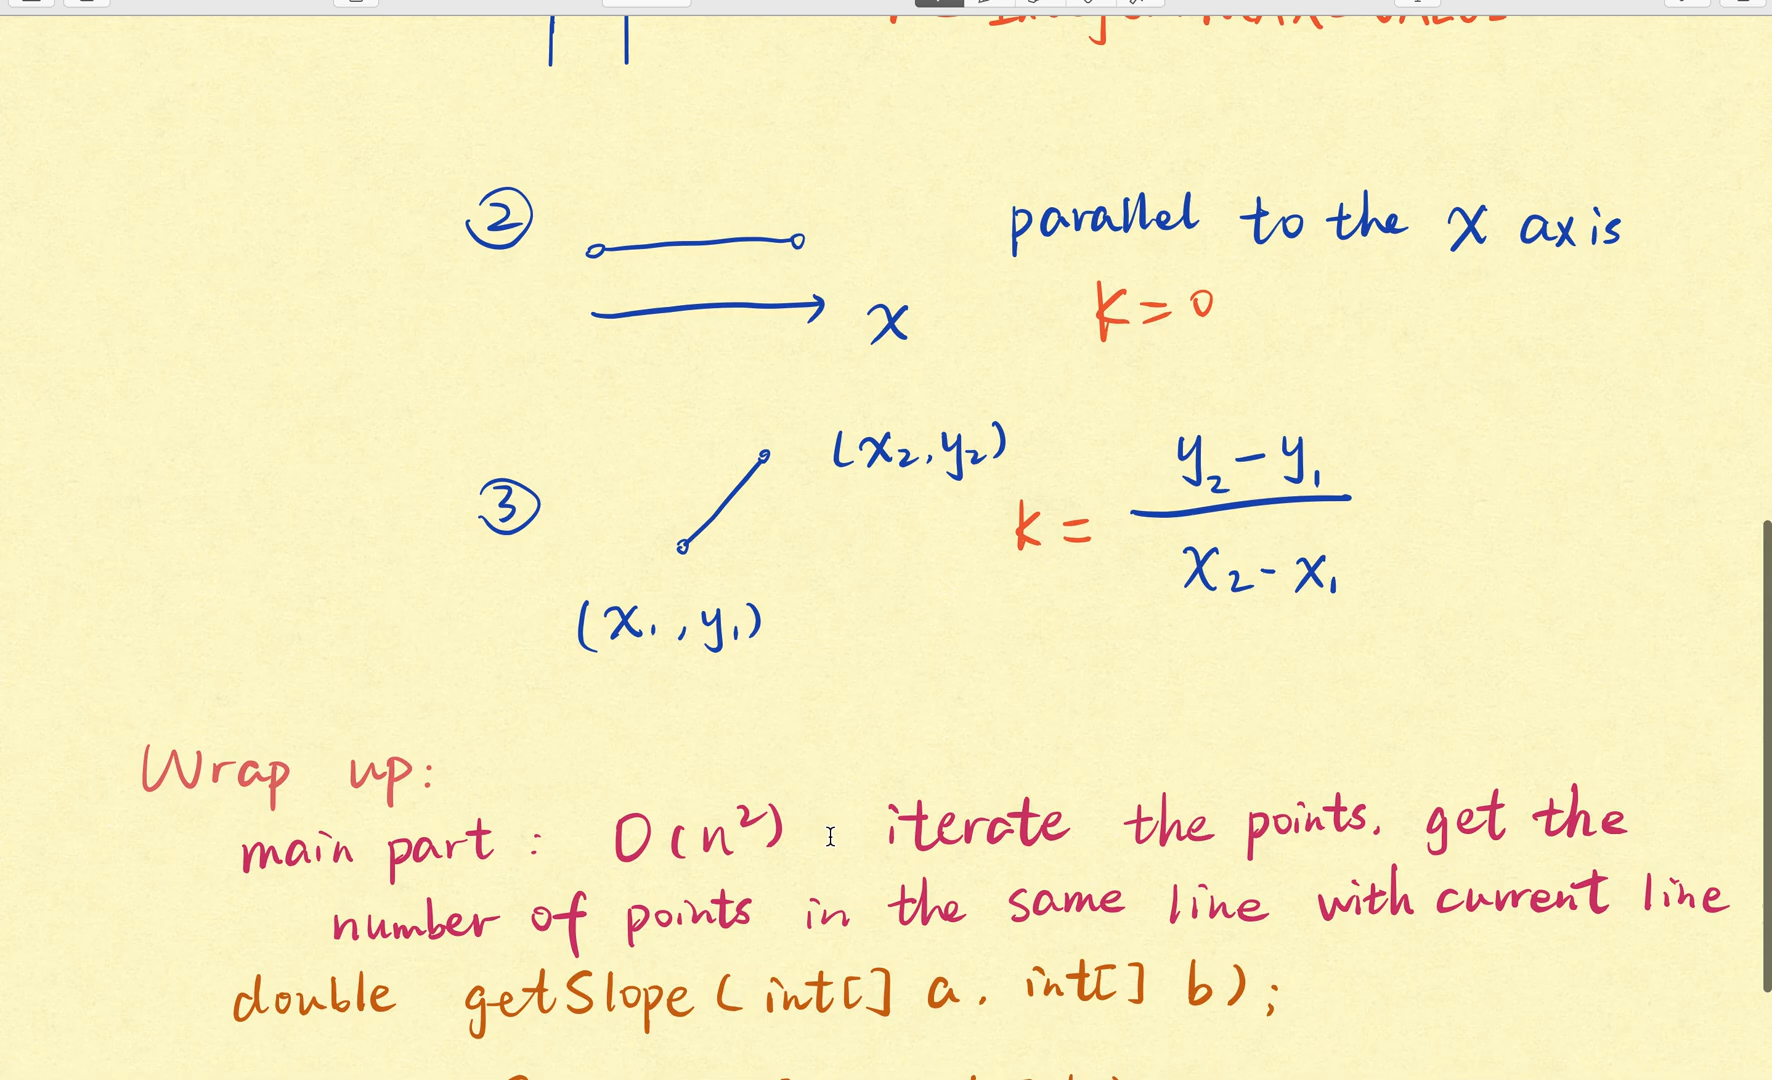 ② parallel to the x axis
x
k = 0
③ (x₂, y₂)
k = y₂ - y₁ / x₂ - x₁
(x₁, y₁)
Wrap up:
main part : O(n²) iterate the points. get the
number of points in the same line with current line
double getSlope (int[] a. int[] b);